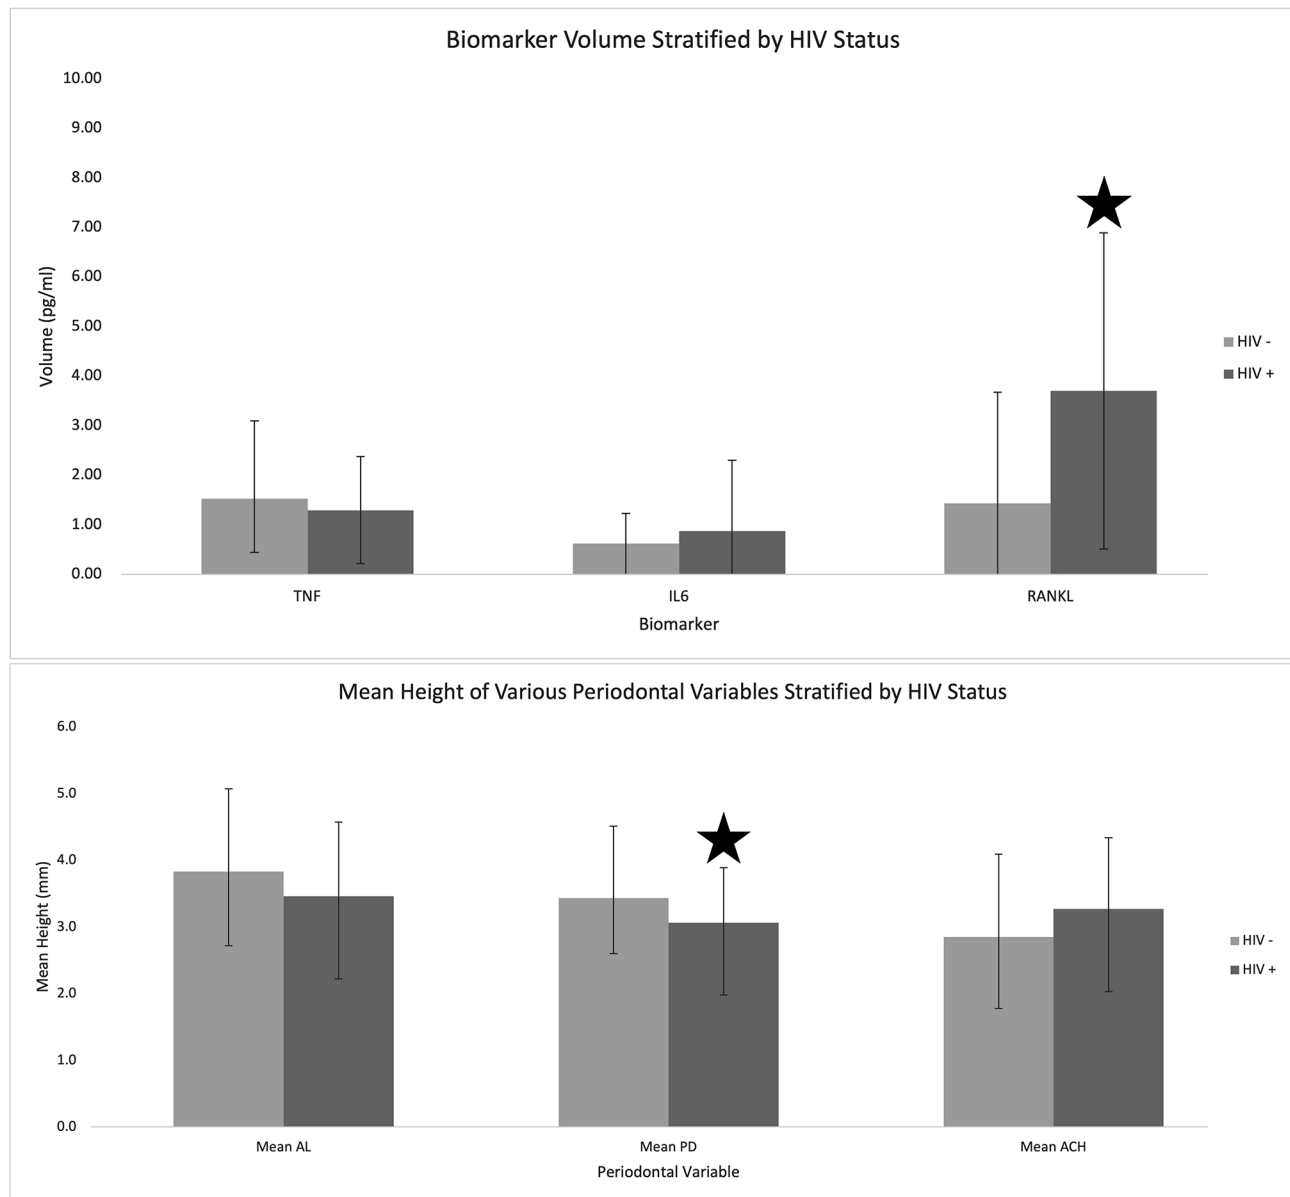 Biomarker Volume Stratified by HIV Status
10.00
9.00
8.00
7.00
6.00
5.00
4.00
3.00
2.00
1.00
0.00
Volume (pg/ml)
TNF IL6 RANKL
Biomarker
HIV -
HIV +
Mean Height of Various Periodontal Variables Stratified by HIV Status
6.0
5.0
4.0
3.0
2.0
1.0
0.0
Mean Height (mm)
Mean AL Mean PD Mean ACH
Periodontal Variable
HIV -
HIV +